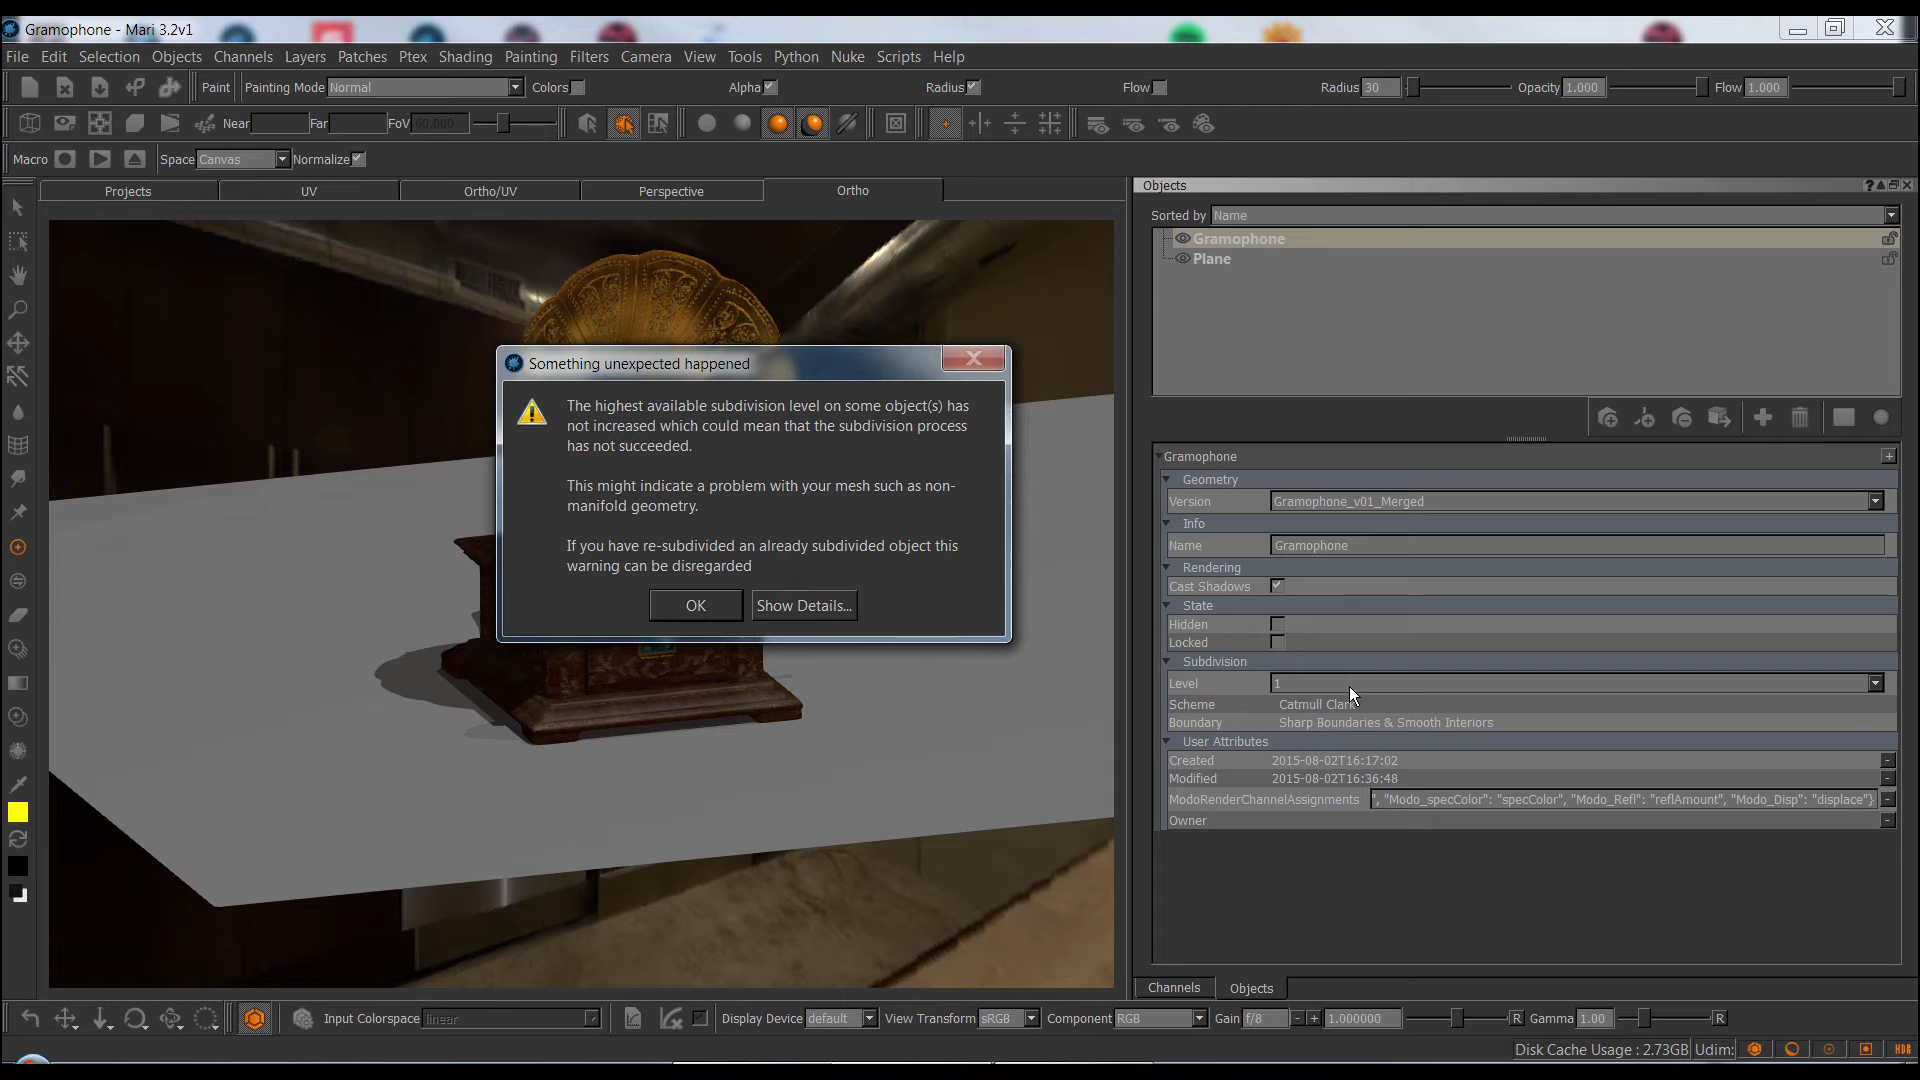 Gramophone - Mari 3.2v1
File Edit Selection Objects Channels Layers Patches Ptex Shading Painting Filters Camera View Tools Python Nuke Scripts Help
Paint Painting Mode Normal Colors Alpha Radius Flow Radius 30 Opacity 1.000 Flow 1.000
Near Far FoV 60.000
Macro Space Canvas Normalize
Projects UV Ortho/UV Perspective Ortho
Objects
Sorted by Name
Gramophone
Plane
Something unexpected happened
The highest available subdivision level on some object(s) has
not increased which could mean that the subdivision process
has not succeeded.
This might indicate a problem with your mesh such as non-
manifold geometry.
If you have re-subdivided an already subdivided object this
warning can be disregarded
OK Show Details...
Gramophone
Geometry
Version Gramophone_v01_Merged
Info
Name Gramophone
Rendering
Cast Shadows
State
Hidden
Locked
Subdivision
Level 1
Scheme Catmull Clark
Boundary Sharp Boundaries & Smooth Interiors
User Attributes
Created 2015-08-02T16:17:02
Modified 2015-08-02T16:36:48
ModoRenderChannelAssignments ", "Modo_specColor": "specColor", "Modo_Refl": "reflAmount", "Modo_Disp": "displace"}
Owner
Channels Objects
Input Colorspace linear Display Device default View Transform sRGB Component RGB Gain f/8 - + 1.000000 R Gamma 1.00 R
Disk Cache Usage : 2.73GB Udim: HDR